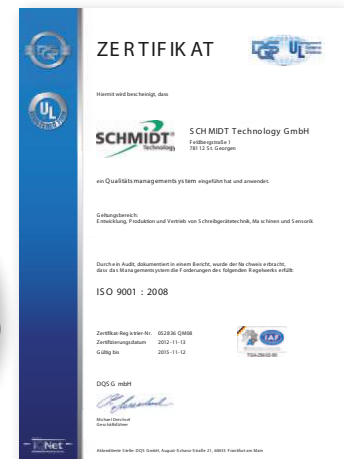 DQS
ZERTIFIKAT
DQS UL
UL
Hiermit wird bescheinigt, dass
SCHMIDT
Technology
SCHMIDT Technology GmbH
Feldbergstraße 1
78112 St. Georgen
ein Qualitätsmanagementsystem eingeführt hat und anwendet.
Geltungsbereich:
Entwicklung, Produktion und Vertrieb von Schreibgerätetechnik, Maschinen und Sensorik
Durch ein Audit, dokumentiert in einem Bericht, wurde der Nachweis erbracht,
dass das Managementsystem die Forderungen des folgenden Regelwerks erfüllt:
ISO 9001 : 2008
Zertifikat-Registrier-Nr. 052836 QM08
Zertifizierungsdatum 2012-11-13
Gültig bis 2015-11-12
IAF
DQS GmbH
Geschäftsführer
IQNet
Akkreditierte Stelle: DQS GmbH, August-Schanz-Straße 21, 60433 Frankfurt am Main